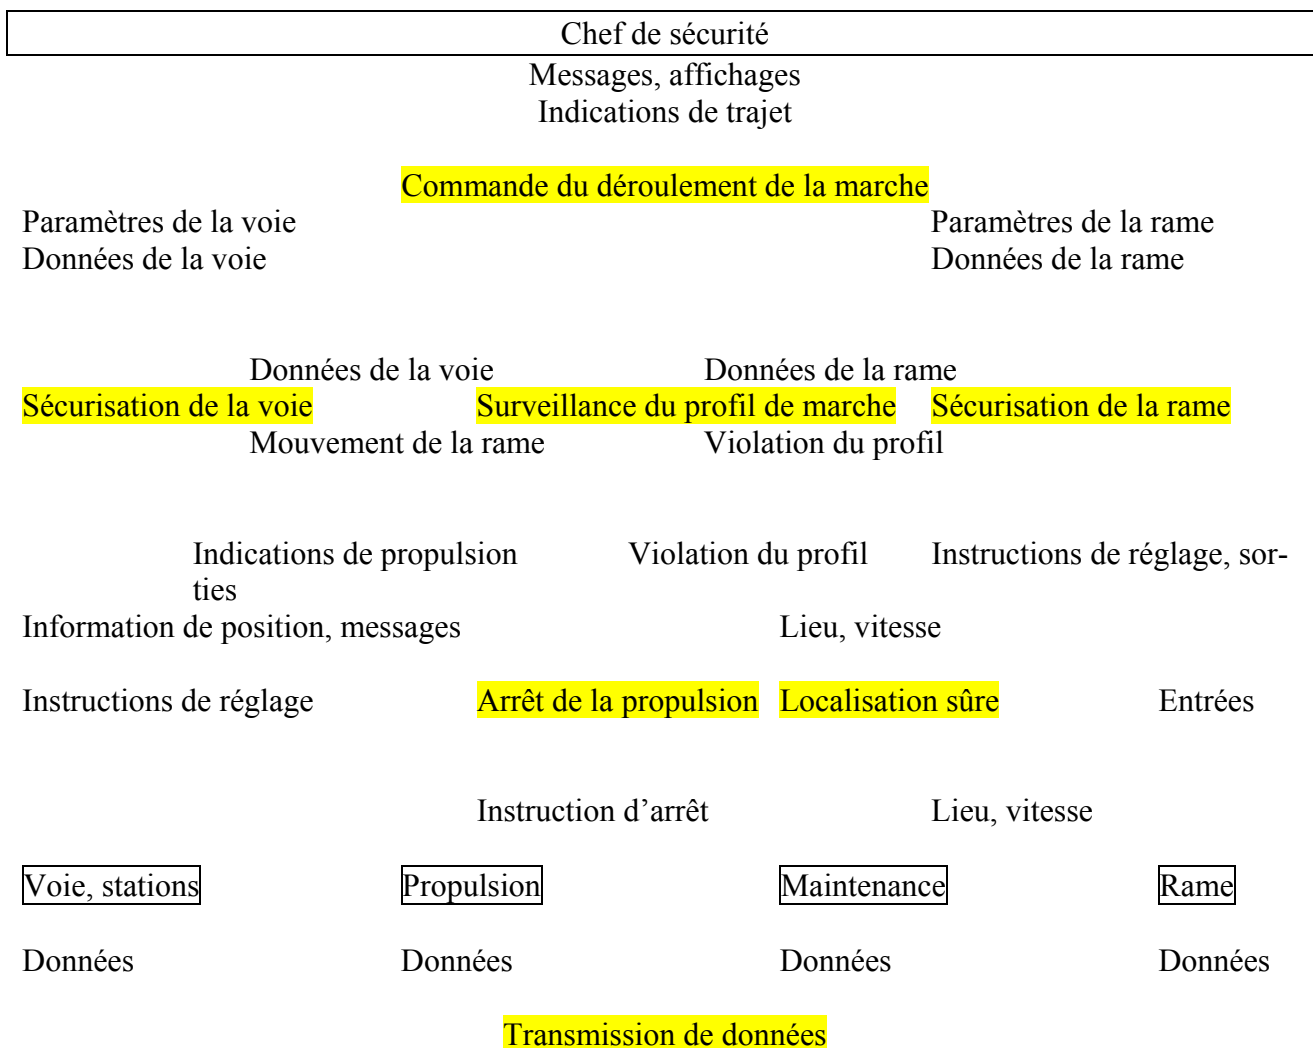 Chef de sécurité
Messages, affichages
Indications de trajet
Commande du déroulement de la marche
Paramètres de la voie Paramètres de la rame
Données de la voie Données de la rame
Données de la voie Données de la rame
Sécurisation de la voie Surveillance du profil de marche Sécurisation de la rame
Mouvement de la rame Violation du profil
Indications de propulsion Violation du profil Instructions de réglage, sor-
ties
Information de position, messages Lieu, vitesse
Instructions de réglage Arrêt de la propulsion Localisation sûre Entrées
Instruction d’arrêt Lieu, vitesse
Voie, stations Propulsion Maintenance Rame
Données Données Données Données
Transmission de données